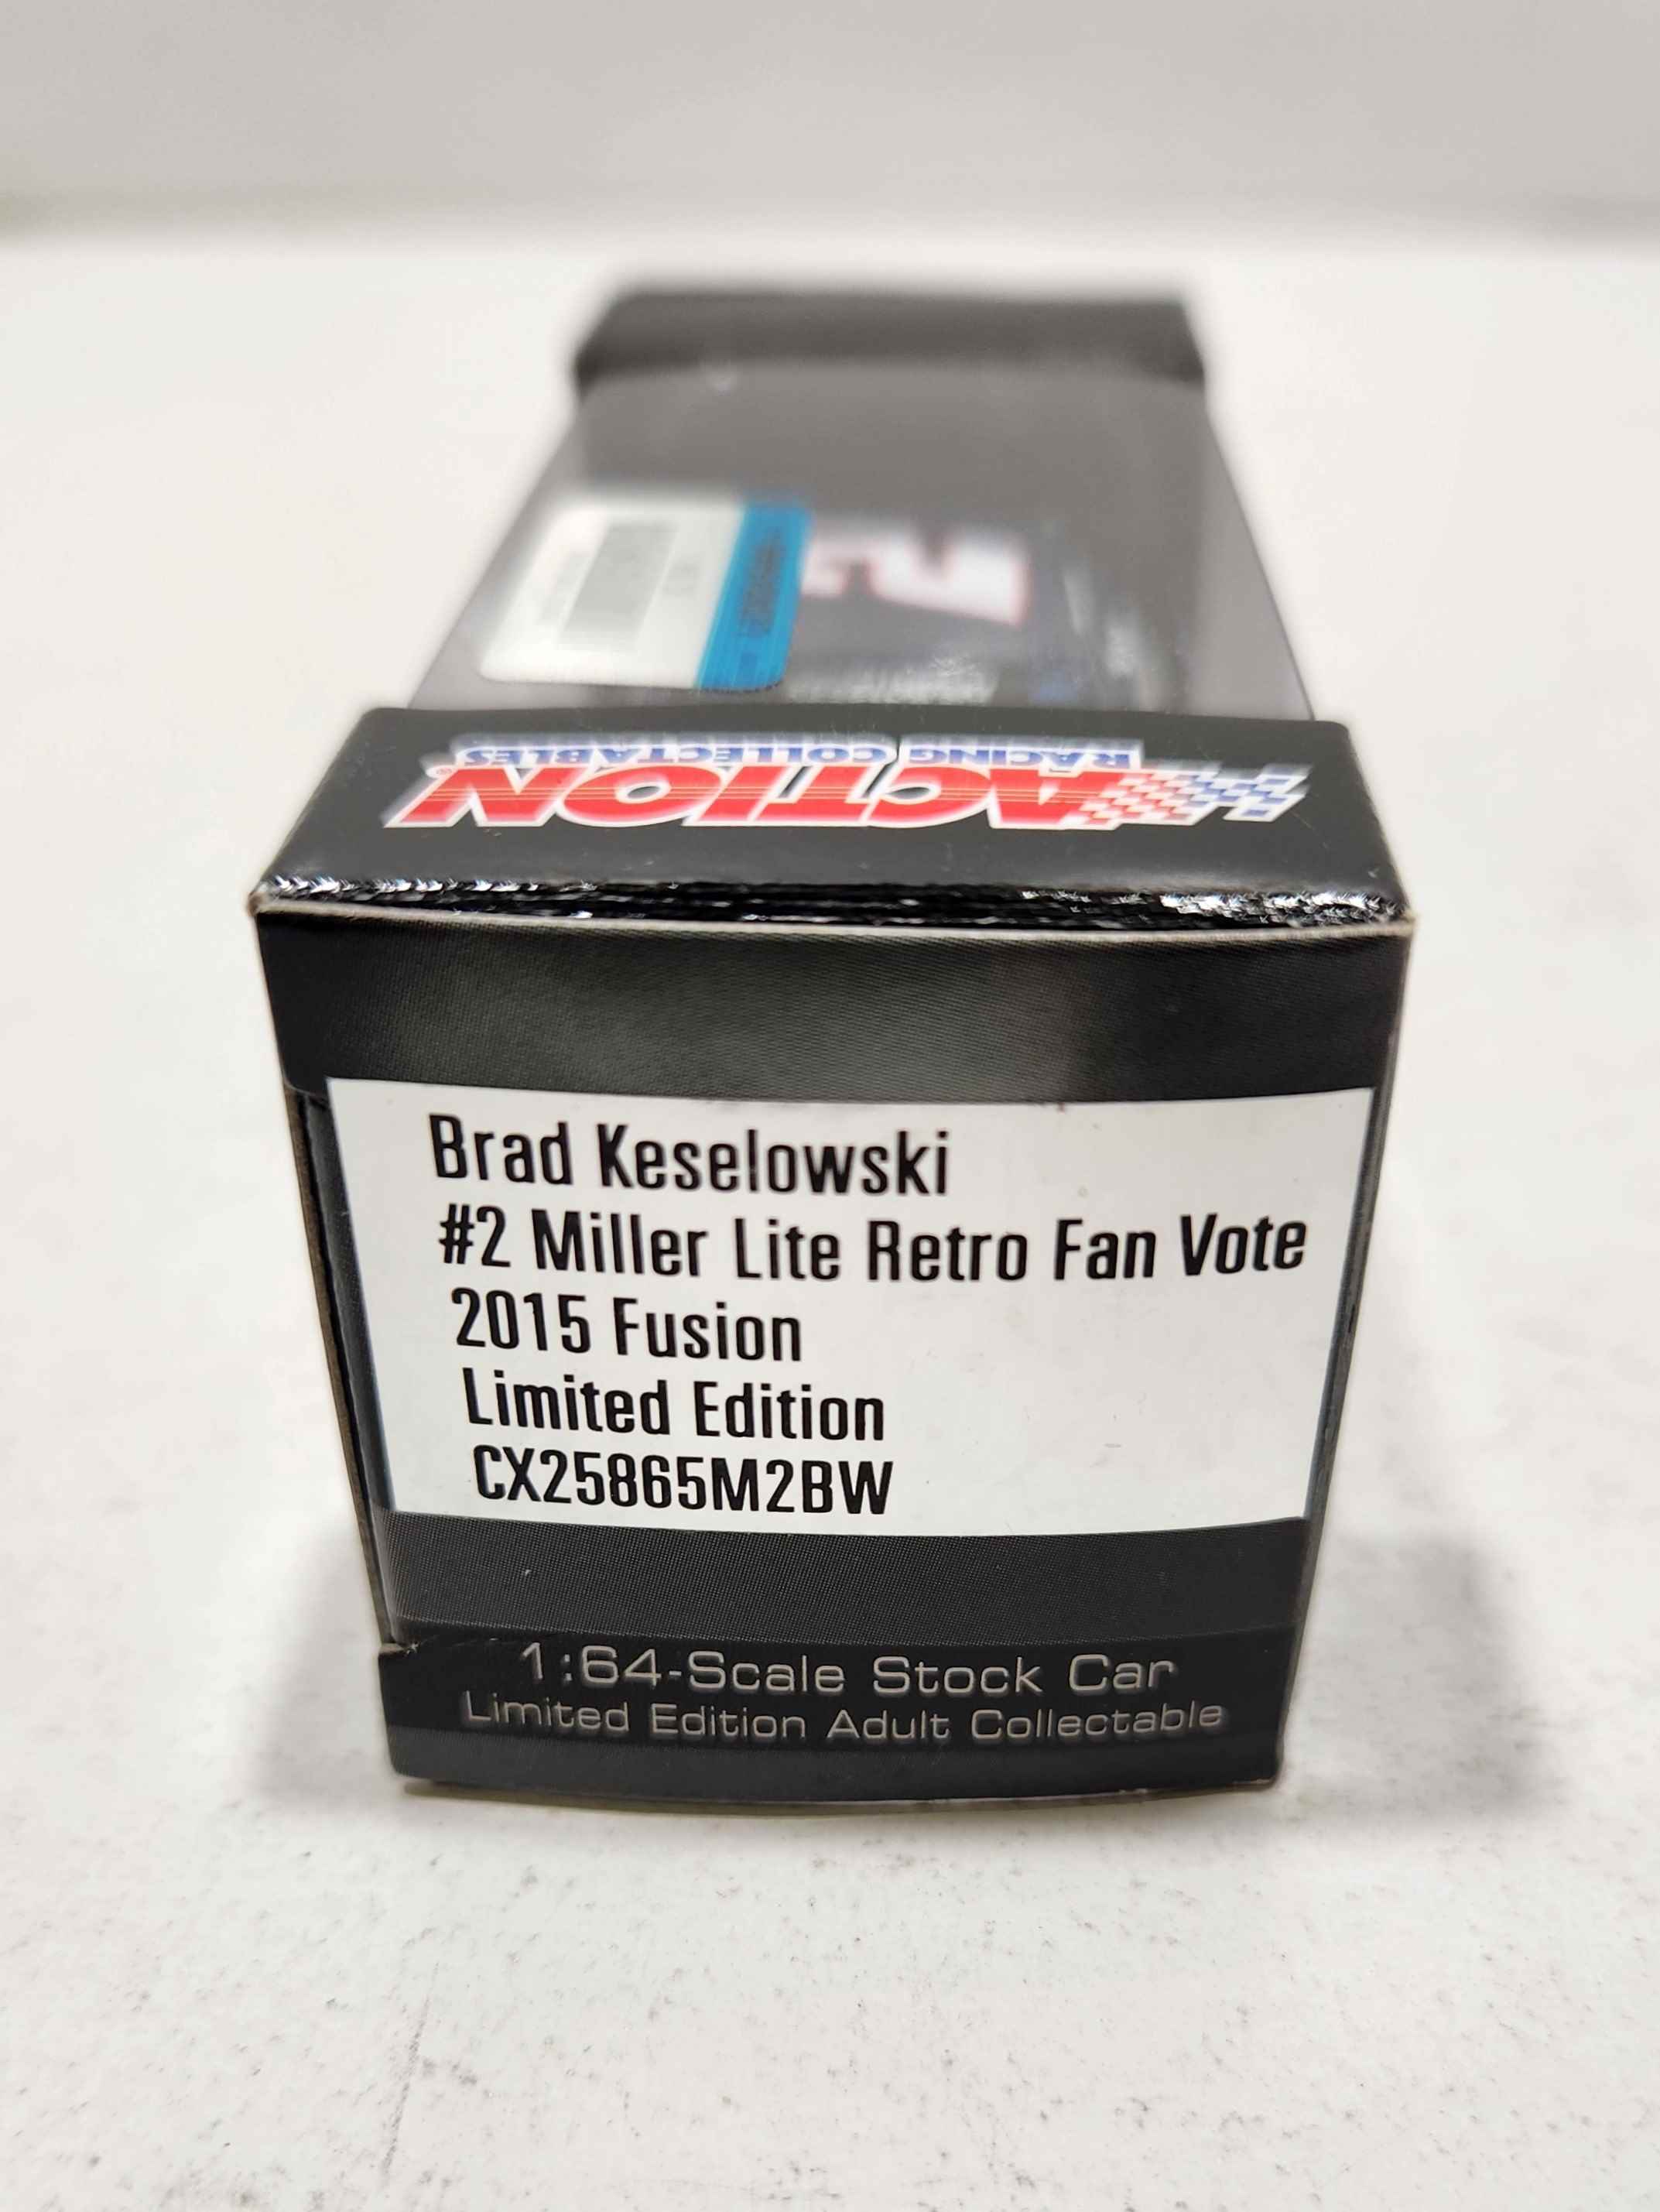 ACTION®
RACING COLLECTABLES
Brad Keselowski
#2 Miller Lite Retro Fan Vote
2015 Fusion
Limited Edition
CX25865M2BW
1:64-Scale Stock Car
Limited Edition Adult Collectable